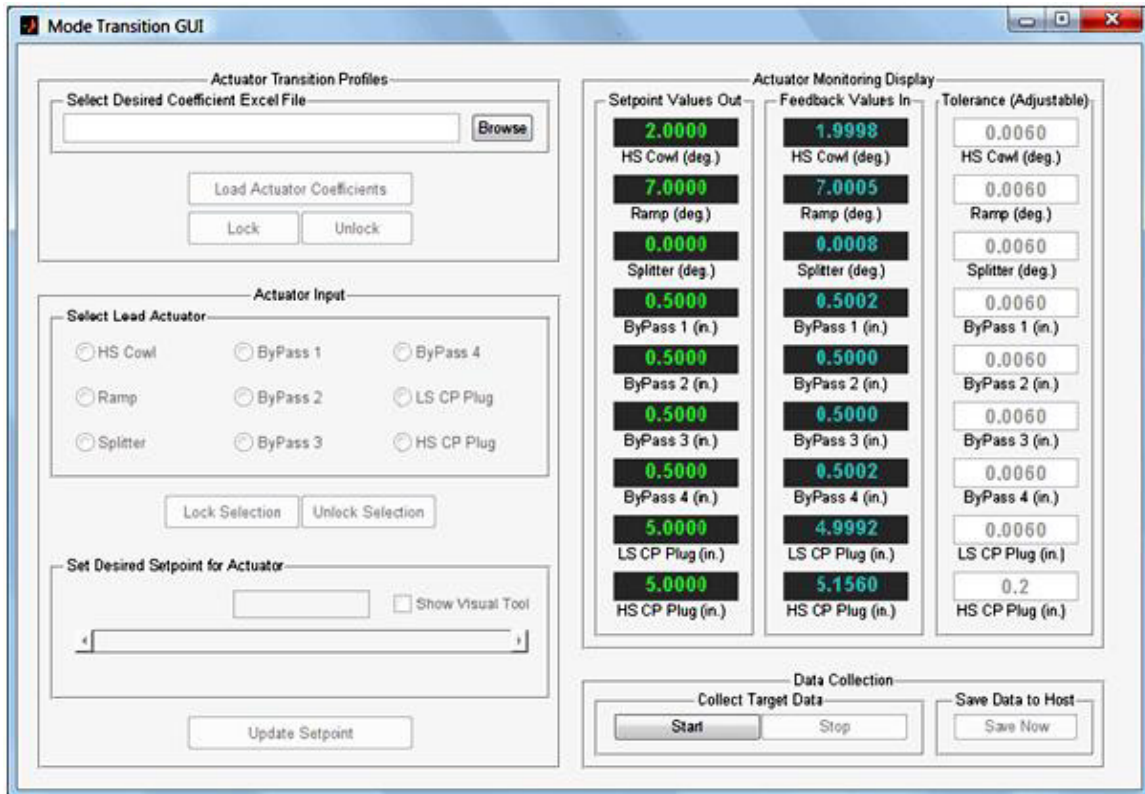 Mode Transition GUI
Actuator Transition Profiles
Select Desired Coefficient Excel File
Browse
Load Actuator Coefficients
Lock Unlock
Actuator Input
Select Lead Actuator
HS Cowl ByPass 1 ByPass 4
Ramp ByPass 2 LS CP Plug
Splitter ByPass 3 HS CP Plug
Lock Selection Unlock Selection
Set Desired Setpoint for Actuator
Show Visual Tool
Update Setpoint
Actuator Monitoring Display
Setpoint Values Out Feedback Values In Tolerance (Adjustable)
2.0000 1.9998 0.0060
HS Cowl (deg.) HS Cowl (deg.) HS Cowl (deg.)
7.0000 7.0005 0.0060
Ramp (deg.) Ramp (deg.) Ramp (deg.)
0.0000 0.0008 0.0060
Splitter (deg.) Splitter (deg.) Splitter (deg.)
0.5000 0.5002 0.0060
ByPass 1 (in.) ByPass 1 (in.) ByPass 1 (in.)
0.5000 0.5000 0.0060
ByPass 2 (in.) ByPass 2 (in.) ByPass 2 (in.)
0.5000 0.5000 0.0060
ByPass 3 (in.) ByPass 3 (in.) ByPass 3 (in.)
0.5000 0.5002 0.0060
ByPass 4 (in.) ByPass 4 (in.) ByPass 4 (in.)
5.0000 4.9992 0.0060
LS CP Plug (in.) LS CP Plug (in.) LS CP Plug (in.)
5.0000 5.1560 0.2
HS CP Plug (in.) HS CP Plug (in.) HS CP Plug (in.)
Data Collection
Collect Target Data Save Data to Host
Start Stop Save Now